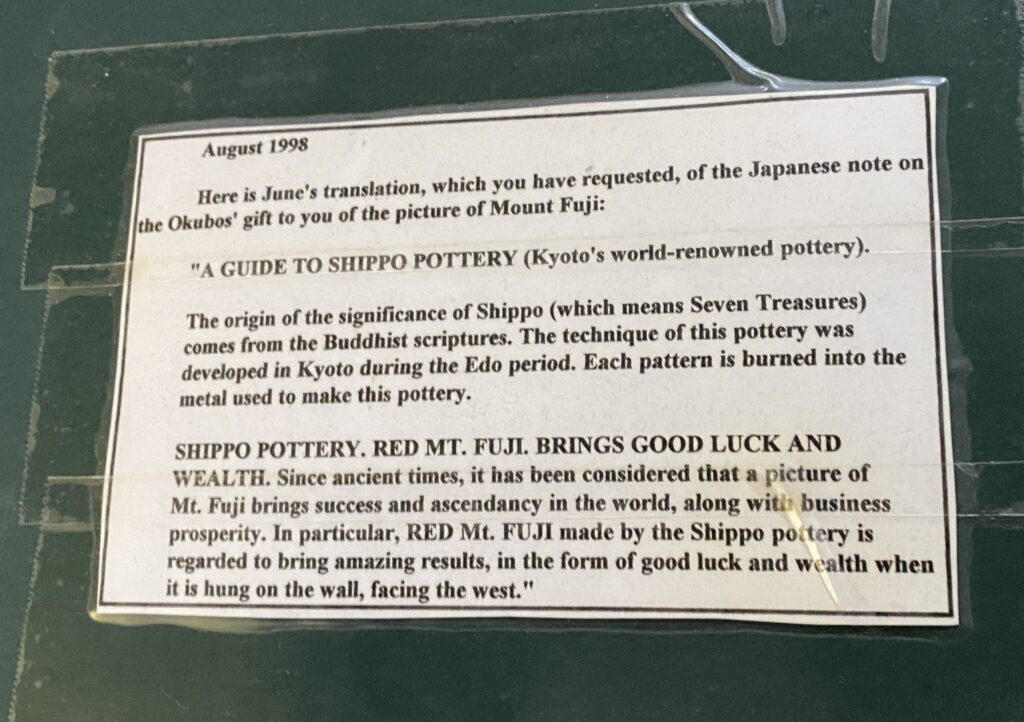 August 1998
Here is June's translation, which you have requested, of the Japanese note on
the Okubos' gift to you of the picture of Mount Fuji:
"A GUIDE TO SHIPPO POTTERY (Kyoto's world-renowned pottery).
The origin of the significance of Shippo (which means Seven Treasures)
comes from the Buddhist scriptures. The technique of this pottery was
developed in Kyoto during the Edo period. Each pattern is burned into the
metal used to make this pottery.
SHIPPO POTTERY. RED MT. FUJI. BRINGS GOOD LUCK AND
WEALTH. Since ancient times, it has been considered that a picture of
Mt. Fuji brings success and ascendancy in the world, along with business
prosperity. In particular, RED Mt. FUJI made by the Shippo pottery is
regarded to bring amazing results, in the form of good luck and wealth when
it is hung on the wall, facing the west."